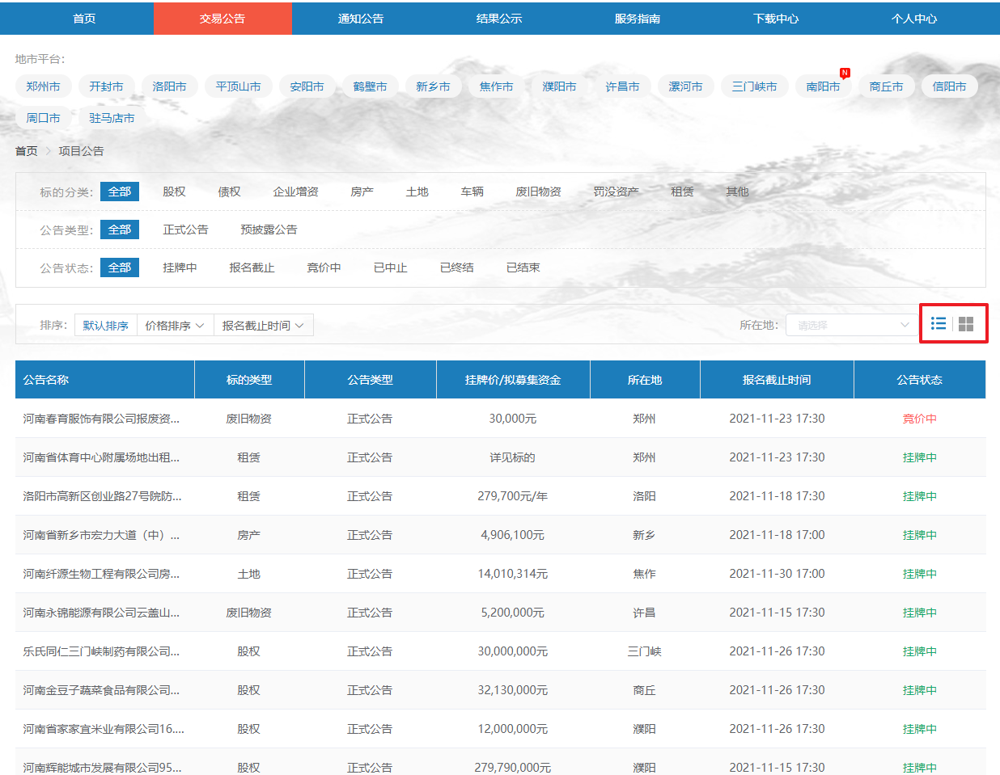 首页 交易公告 通知公告 结果公示 服务指南 下载中心 个人中心
地市平台：
郑州市 开封市 洛阳市 平顶山市 安阳市 鹤壁市 新乡市 焦作市 濮阳市 许昌市 漯河市 三门峡市 南阳市 N 商丘市 信阳市
周口市 驻马店市
首页 > 项目公告
标的分类： 全部 股权 债权 企业增资 房产 土地 车辆 废旧物资 罚没资产 租赁 其他
公告类型： 全部 正式公告 预披露公告
公告状态： 全部 挂牌中 报名截止 竞价中 已中止 已终结 已结束
排序： 默认排序 价格排序 报名截止时间 所在地： 请选择
公告名称 标的类型 公告类型 挂牌价/拟募集资金 所在地 报名截止时间 公告状态
河南春育服饰有限公司报废资... 废旧物资 正式公告 30,000元 郑州 2021-11-23 17:30 竞价中
河南省体育中心附属场地出租... 租赁 正式公告 详见标的 郑州 2021-11-23 17:30 挂牌中
洛阳市高新区创业路27号院防... 租赁 正式公告 279,700元/年 洛阳 2021-11-18 17:30 挂牌中
河南省新乡市宏力大道（中）... 房产 正式公告 4,906,100元 新乡 2021-11-18 17:00 挂牌中
河南纤源生物工程有限公司房... 土地 正式公告 14,010,314元 焦作 2021-11-30 17:00 挂牌中
河南永锦能源有限公司云盖山... 废旧物资 正式公告 5,200,000元 许昌 2021-11-15 17:30 挂牌中
乐氏同仁三门峡制药有限公司... 股权 正式公告 30,000,000元 三门峡 2021-11-26 17:30 挂牌中
河南金豆子蔬菜食品有限公司... 股权 正式公告 32,130,000元 商丘 2021-11-26 17:30 挂牌中
河南省家家宜米业有限公司16.... 股权 正式公告 12,000,000元 濮阳 2021-11-26 17:30 挂牌中
河南辉能城市发展有限公司95... 股权 正式公告 279,790,000元 濮阳 2021-11-15 17:30 挂牌中